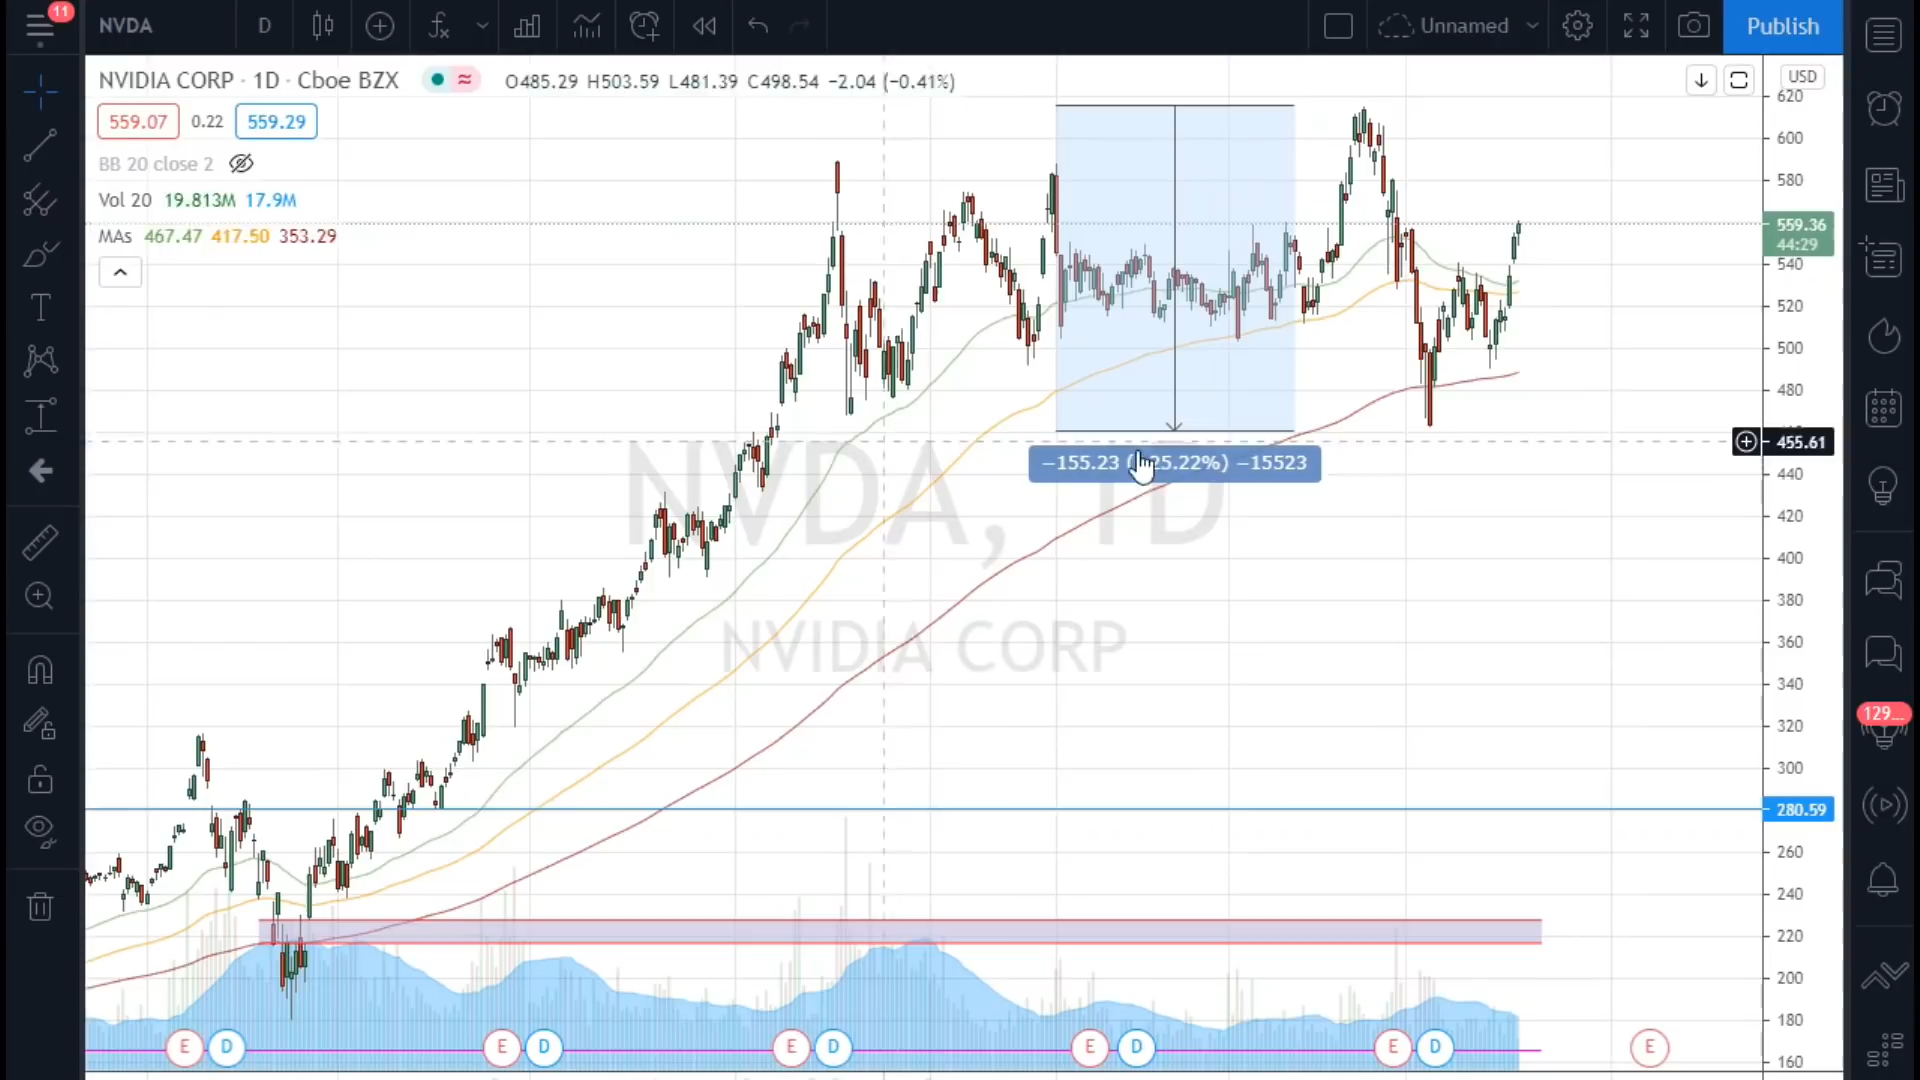 11
NVDA
D
Unnamed
Publish
NVIDIA CORP · 1D · Cboe BZX
O485.29 H503.59 L481.39 C498.54 −2.04 (−0.41%)
USD
559.07
0.22
559.29
BB 20 close 2
Vol 20 19.813M 17.9M
MAs 467.47 417.50 353.29
620
600
580
559.36
44:29
540
520
500
480
455.61
440
420
400
380
360
340
320
300
280.59
260
240
220
200
180
160
−155.23 ( 25.22%) −15523
NVDA, 1D
NVIDIA CORP
129...
E D E D E D E D E D E